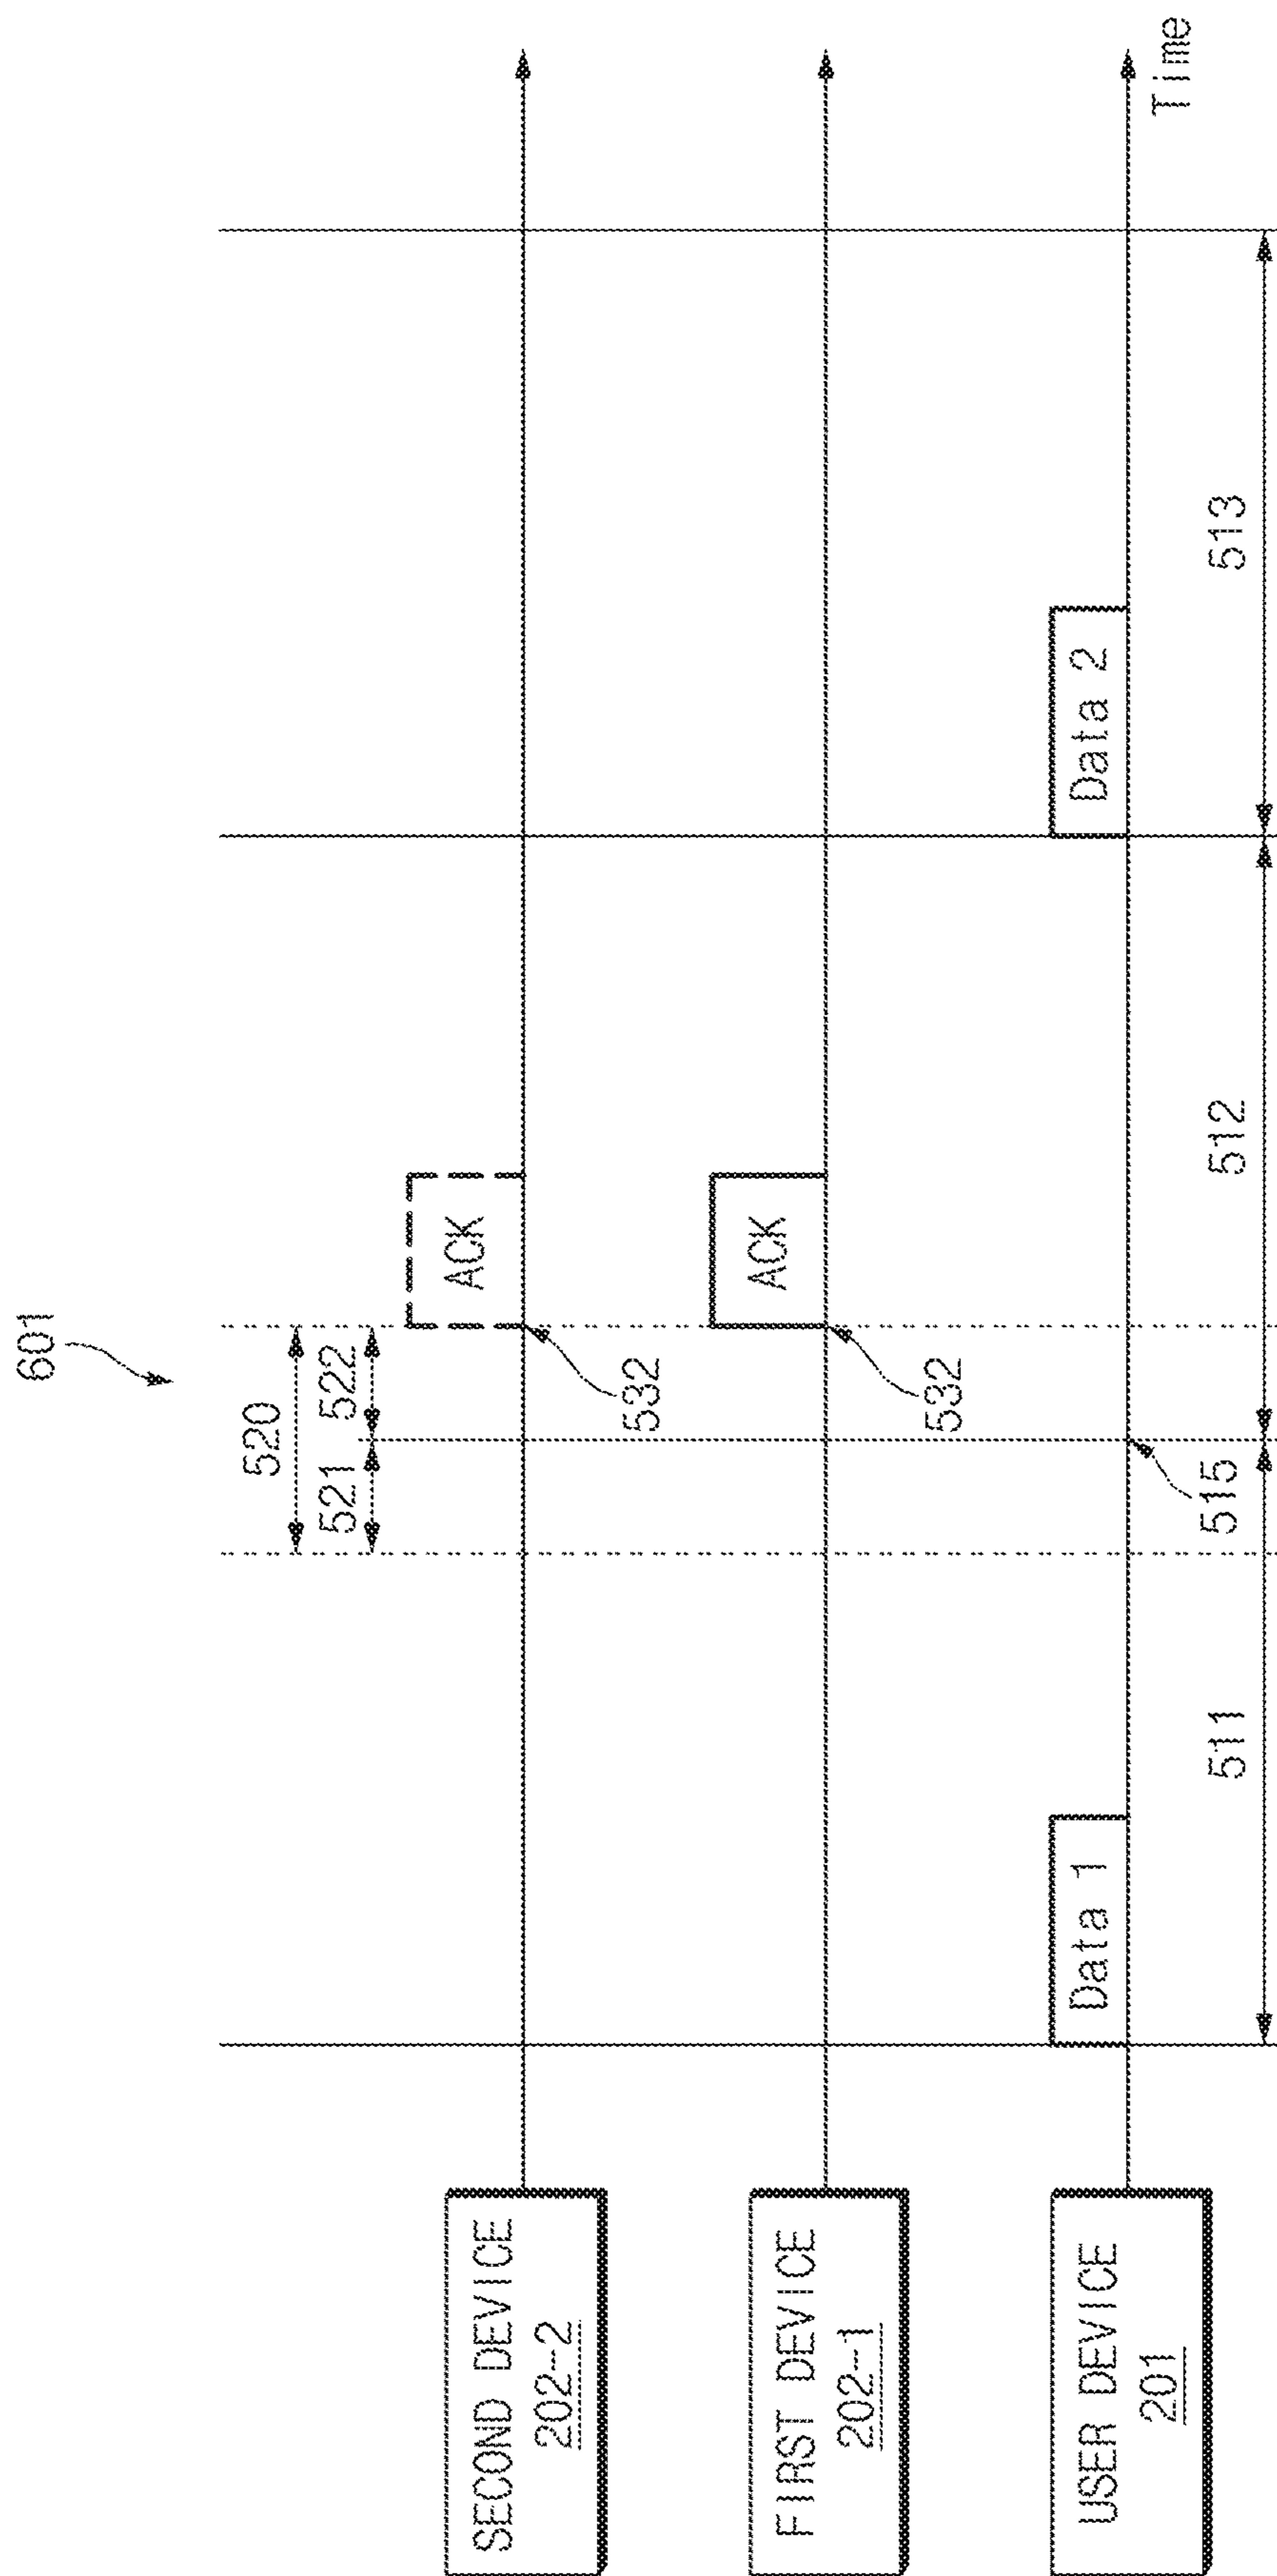 601
520
521 522
SECOND DEVICE
202-2
ACK
532
FIRST DEVICE
202-1
ACK
532
USER DEVICE
201
Data 1
Data 2
515
Time
511
512
513